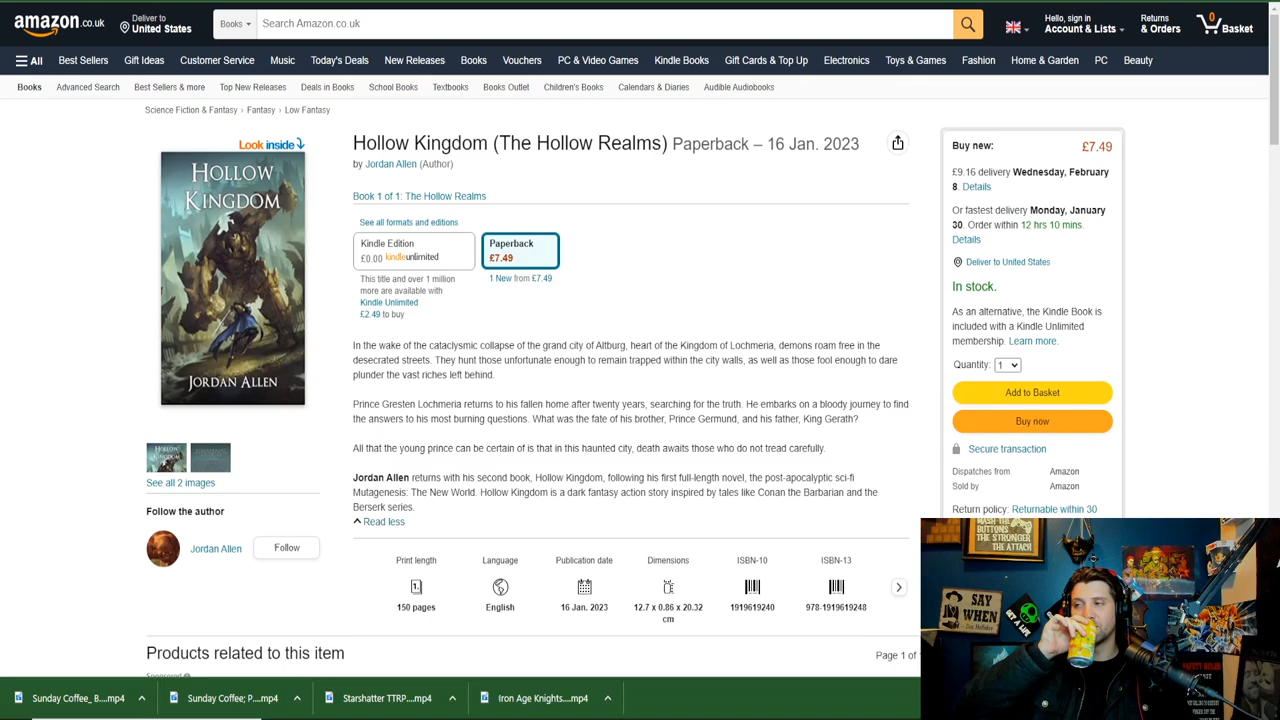 amazon.co.uk
Deliver to
United States
Books
Search Amazon.co.uk
Hello, sign in
Account & Lists
Returns
& Orders
0
Basket
All
Best Sellers
Gift Ideas
Customer Service
Music
Today's Deals
New Releases
Books
Vouchers
PC & Video Games
Kindle Books
Gift Cards & Top Up
Electronics
Toys & Games
Fashion
Home & Garden
PC
Beauty
Books
Advanced Search
Best Sellers & more
Top New Releases
Deals in Books
School Books
Textbooks
Books Outlet
Children's Books
Calendars & Diaries
Audible Audiobooks
Science Fiction & Fantasy › Fantasy › Low Fantasy
Look inside
HOLLOW
KINGDOM
JORDAN ALLEN
See all 2 images
Follow the author
Jordan Allen
Follow
Hollow Kingdom (The Hollow Realms) Paperback – 16 Jan. 2023
by Jordan Allen (Author)
Book 1 of 1: The Hollow Realms
See all formats and editions
Kindle Edition
£0.00 kindleunlimited
This title and over 1 million
more are available with
Kindle Unlimited
£2.49 to buy
Paperback
£7.49
1 New from £7.49
In the wake of the cataclysmic collapse of the grand city of Altburg, heart of the Kingdom of Lochmeria, demons roam free in the
desecrated streets. They hunt those unfortunate enough to remain trapped within the city walls, as well as those fool enough to dare
plunder the vast riches left behind.
Prince Gresten Lochmeria returns to his fallen home after twenty years, searching for the truth. He embarks on a bloody journey to find
the answers to his most burning questions. What was the fate of his brother, Prince Germund, and his father, King Gerath?
All that the young prince can be certain of is that in this haunted city, death awaits those who do not tread carefully.
Jordan Allen returns with his second book, Hollow Kingdom, following his first full-length novel, the post-apocalyptic sci-fi
Mutagenesis: The New World. Hollow Kingdom is a dark fantasy action story inspired by tales like Conan the Barbarian and the
Berserk series.
Read less
Print length
150 pages
Language
English
Publication date
16 Jan. 2023
Dimensions
12.7 x 0.86 x 20.32
cm
ISBN-10
1919619240
ISBN-13
978-1919619248
Buy new:
£7.49
£9.16 delivery Wednesday, February
8. Details
Or fastest delivery Monday, January
30. Order within 12 hrs 10 mins.
Details
Deliver to United States
In stock.
As an alternative, the Kindle Book is
included with a Kindle Unlimited
membership. Learn more.
Quantity: 1
Add to Basket
Buy now
Secure transaction
Dispatches from
Amazon
Sold by
Amazon
Return policy: Returnable within 30
Products related to this item
Page 1 of
MASH THE
BUTTONS
THE STRONGER
THE ATTACK
SAY
WHEN
GET A LIFE
Sunday Coffee_ B....mp4
Sunday Coffee; P....mp4
Starshatter TTRP....mp4
Iron Age Knights....mp4